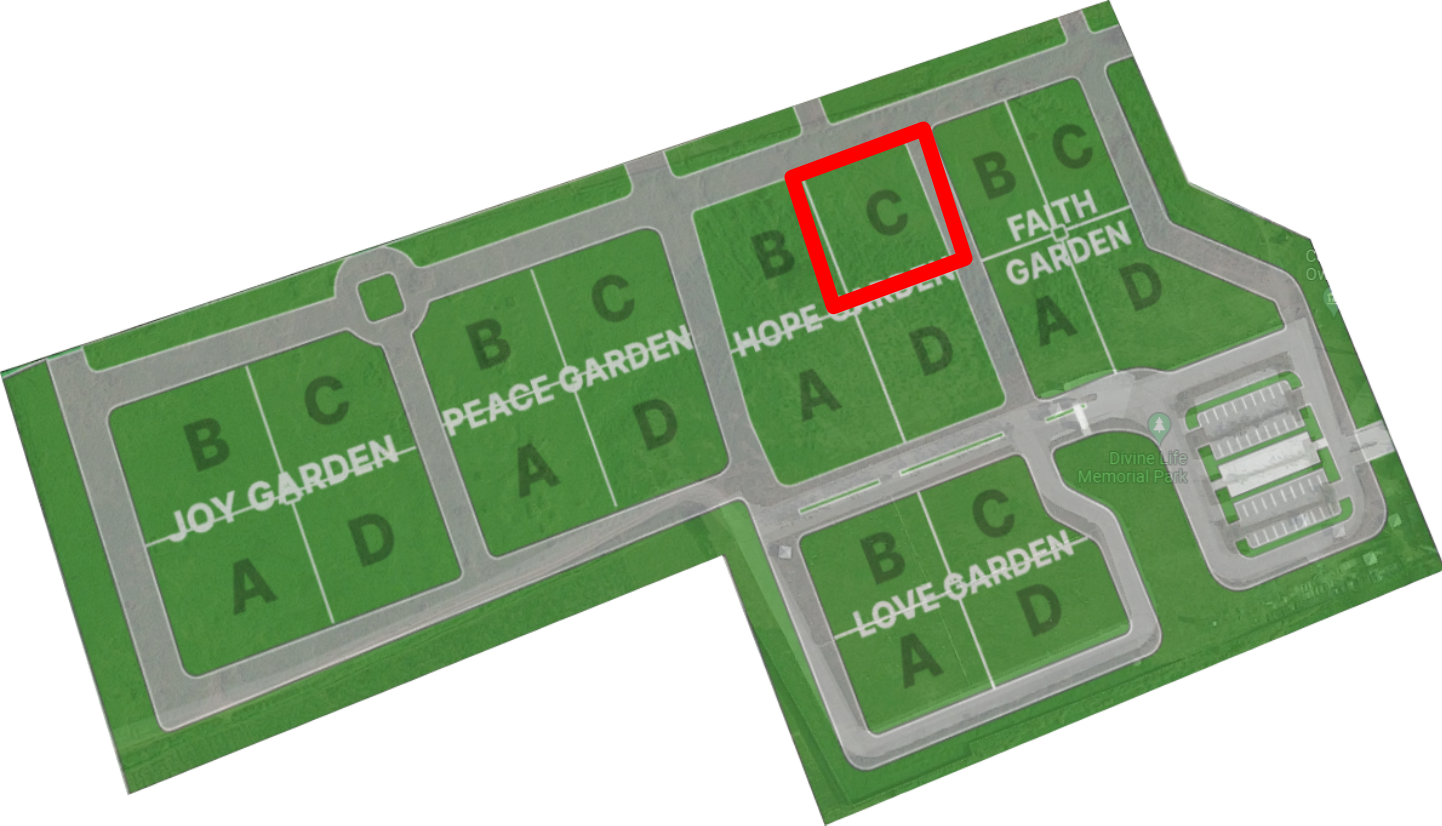 B
C
FAITH
GARDEN
A
D
B
C
HOPE GARDEN
A
D
B
C
PEACE GARDEN
A
D
B
C
JOY GARDEN
A
D
Divine Life
Memorial Park
B
C
LOVE GARDEN
A
D